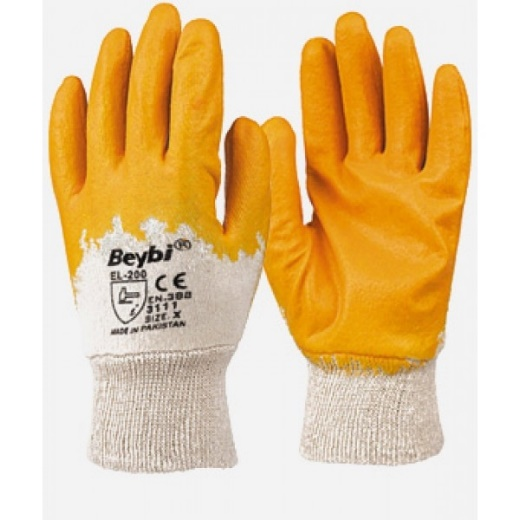 Beybi®
EL-200
CE
EN.388
3111
SIZE. X
MADE IN PAKISTAN